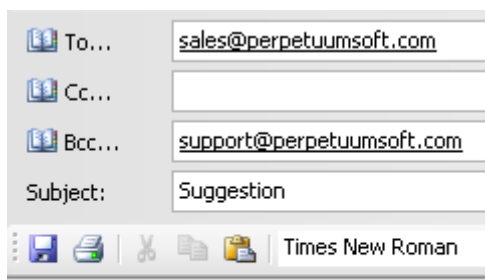 To... sales@perpetuumsoft.com
Cc...
Bcc... support@perpetuumsoft.com
Subject: Suggestion
Times New Roman